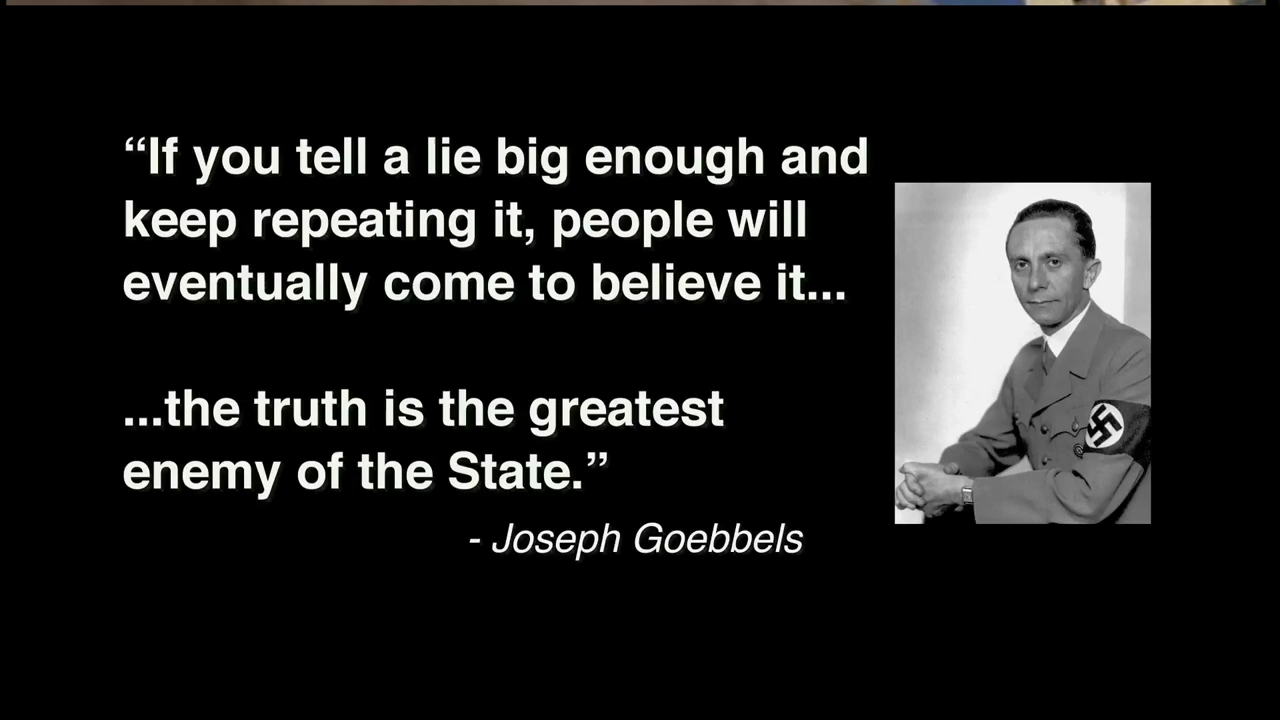 “If you tell a lie big enough and
keep repeating it, people will
eventually come to believe it...
...the truth is the greatest
enemy of the State.”
- Joseph Goebbels